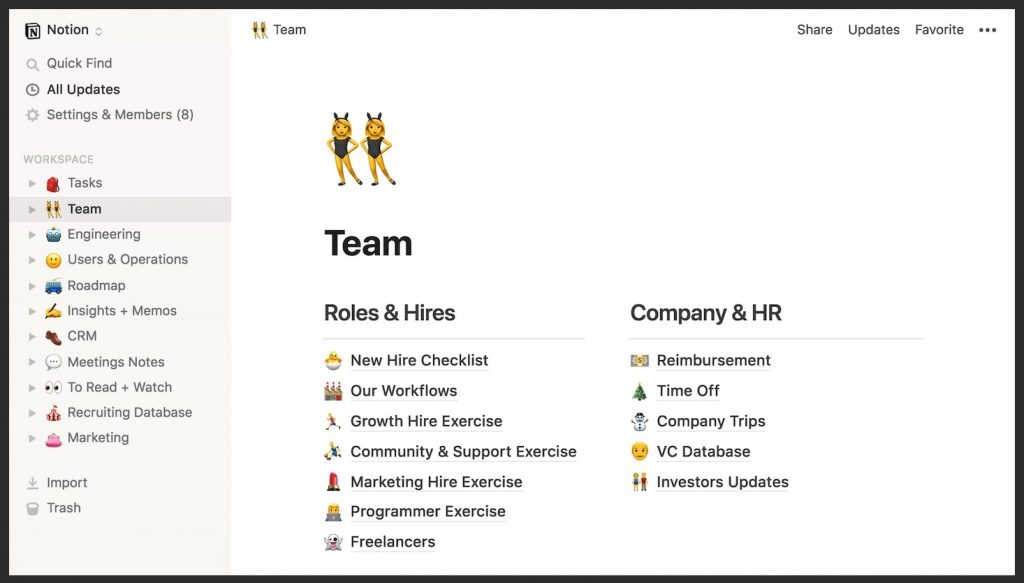 Notion
Quick Find
All Updates
Settings & Members (8)
WORKSPACE
Tasks
Team
Engineering
Users & Operations
Roadmap
Insights + Memos
CRM
Meetings Notes
To Read + Watch
Recruiting Database
Marketing
Import
Trash
Team
Share Updates Favorite
Team
Roles & Hires
New Hire Checklist
Our Workflows
Growth Hire Exercise
Community & Support Exercise
Marketing Hire Exercise
Programmer Exercise
Freelancers
Company & HR
Reimbursement
Time Off
Company Trips
VC Database
Investors Updates